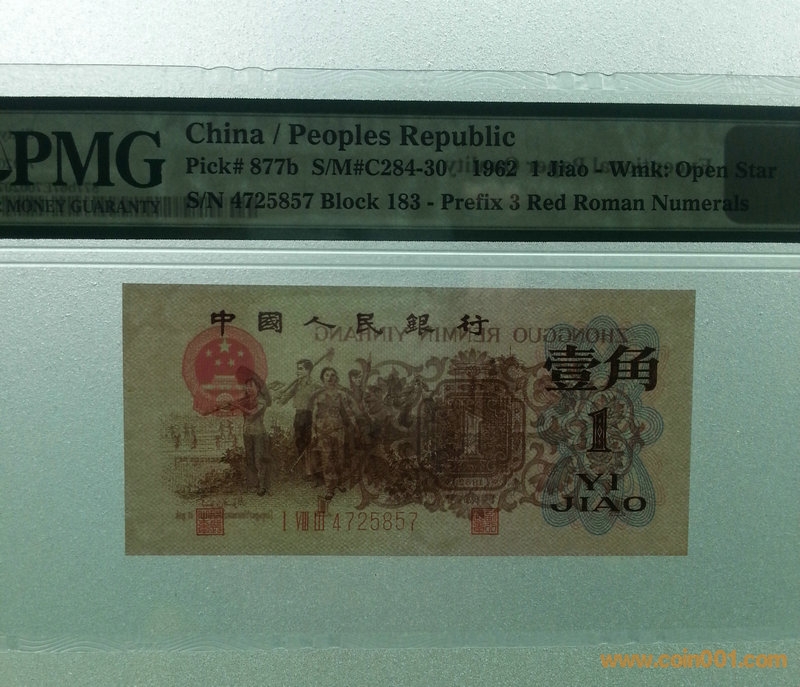 PMG
MONEY GUARANTY
China / Peoples Republic
Pick# 877b S/M#C284-30 1962 1 Jiao - Wmk: Open Star
S/N 4725857 Block 183 - Prefix 3 Red Roman Numerals
中國人民銀行
ZHONGGUO RENMIN YINHANG
壹角
1
1
YI
JIAO
I VIII III 4725857
www.coin001.com